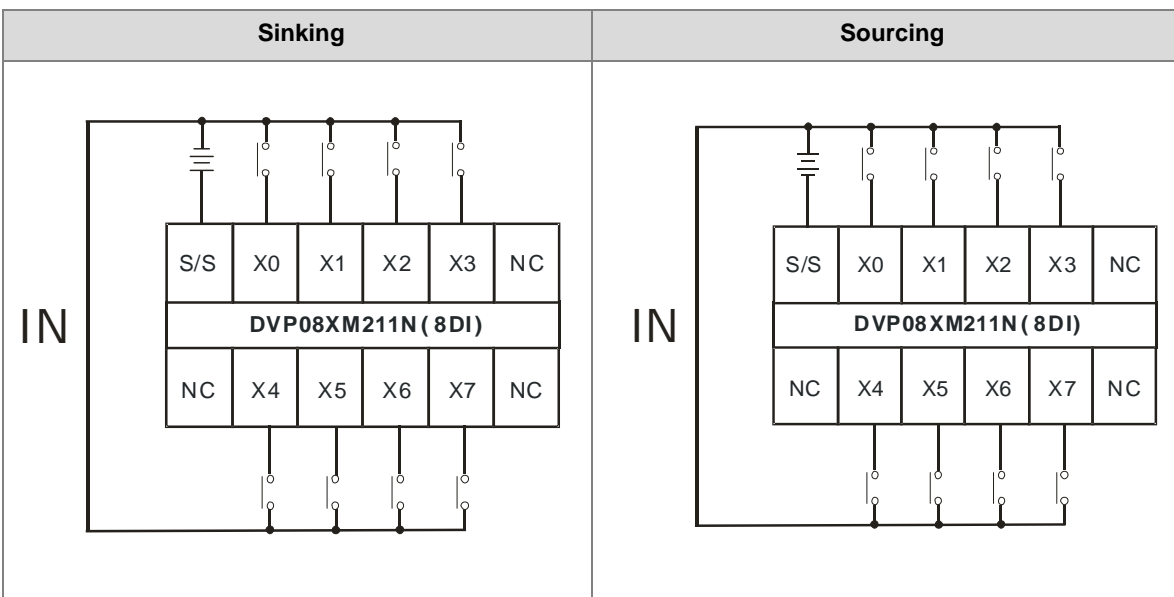 Sinking
Sourcing
S/S X0 X1 X2 X3 NC
IN
DVP08XM211N ( 8DI)
NC X4 X5 X6 X7 NC
S/S X0 X1 X2 X3 NC
IN
DVP08XM211N ( 8DI)
NC X4 X5 X6 X7 NC